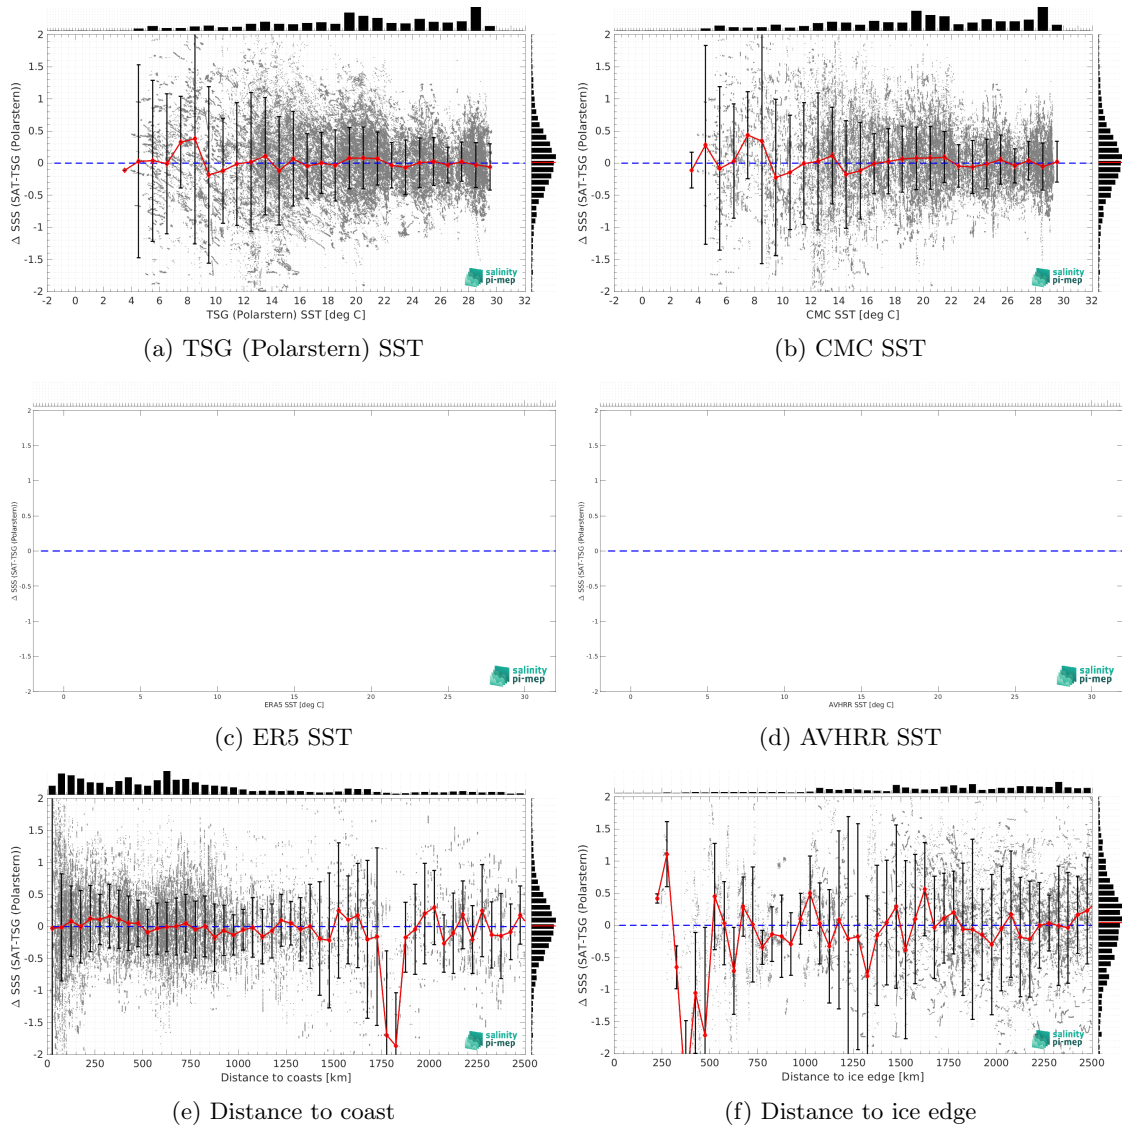 2
1.5
1
0.5
0
-0.5
-1
-1.5
-2
Δ SSS (SAT-TSG (Polarstern))
-2 0 2 4 6 8 10 12 14 16 18 20 22 24 26 28 30 32
TSG (Polarstern) SST [deg C]
salinity
pi-mep
(a) TSG (Polarstern) SST
2
1.5
1
0.5
0
-0.5
-1
-1.5
-2
Δ SSS (SAT-TSG (Polarstern))
-2 0 2 4 6 8 10 12 14 16 18 20 22 24 26 28 30 32
CMC SST [deg C]
salinity
pi-mep
(b) CMC SST
2
1.5
1
0.5
0
-0.5
-1
-1.5
-2
Δ SSS (SAT-TSG (Polarstern))
0 5 10 15 20 25 30
ERA5 SST [deg C]
salinity
pi-mep
(c) ER5 SST
2
1.5
1
0.5
0
-0.5
-1
-1.5
-2
Δ SSS (SAT-TSG (Polarstern))
0 5 10 15 20 25 30
AVHRR SST [deg C]
salinity
pi-mep
(d) AVHRR SST
2
1.5
1
0.5
0
-0.5
-1
-1.5
-2
Δ SSS (SAT-TSG (Polarstern))
0 250 500 750 1000 1250 1500 1750 2000 2250 2500
Distance to coasts [km]
salinity
pi-mep
(e) Distance to coast
2
1.5
1
0.5
0
-0.5
-1
-1.5
-2
Δ SSS (SAT-TSG (Polarstern))
0 250 500 750 1000 1250 1500 1750 2000 2250 2500
Distance to ice edge [km]
salinity
pi-mep
(f) Distance to ice edge